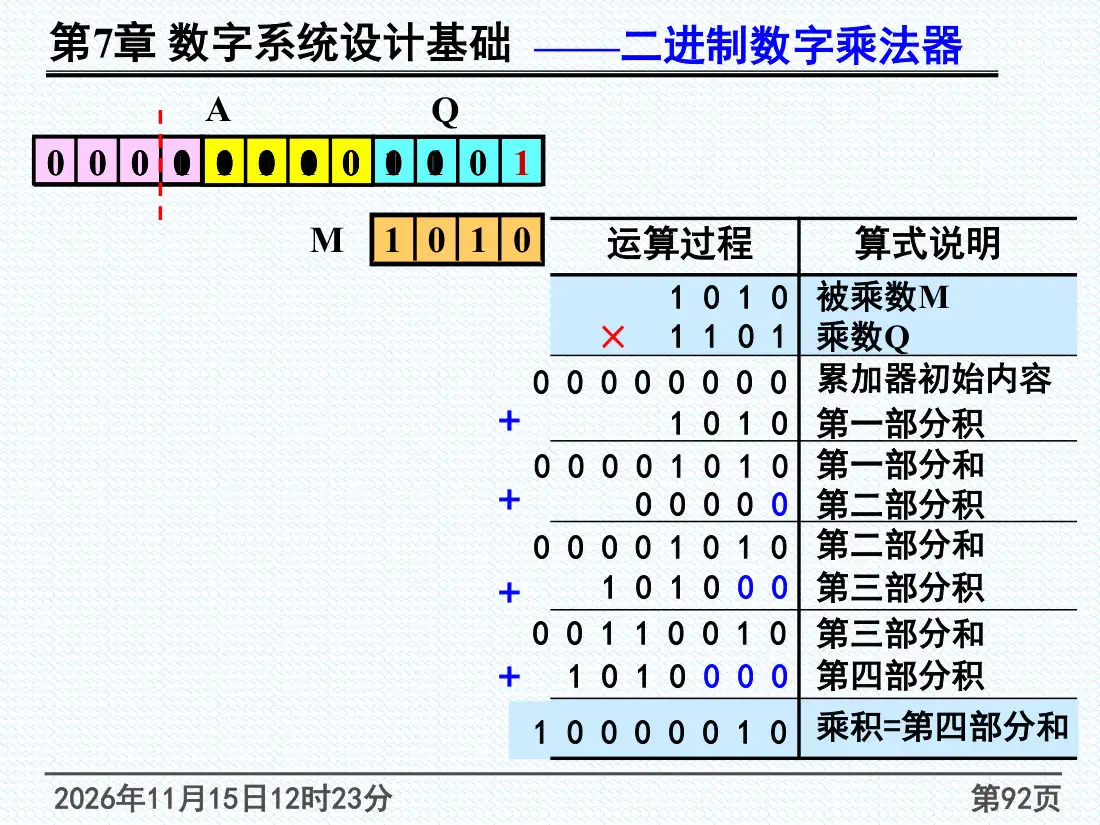 第7章 数字系统设计基础 ——二进制数字乘法器
A Q
0 0 0 0 0 1
M 1 0 1 0
运算过程 算式说明
1 0 1 0 被乘数M
× 1 1 0 1 乘数Q
0 0 0 0 0 0 0 0 累加器初始内容
+ 1 0 1 0 第一部分积
0 0 0 0 1 0 1 0 第一部分和
+ 0 0 0 0 0 第二部分积
0 0 0 0 1 0 1 0 第二部分和
+ 1 0 1 0 0 0 第三部分积
0 0 1 1 0 0 1 0 第三部分和
+ 1 0 1 0 0 0 0 第四部分积
1 0 0 0 0 0 1 0 乘积=第四部分和
2026年11月15日12时23分 第92页